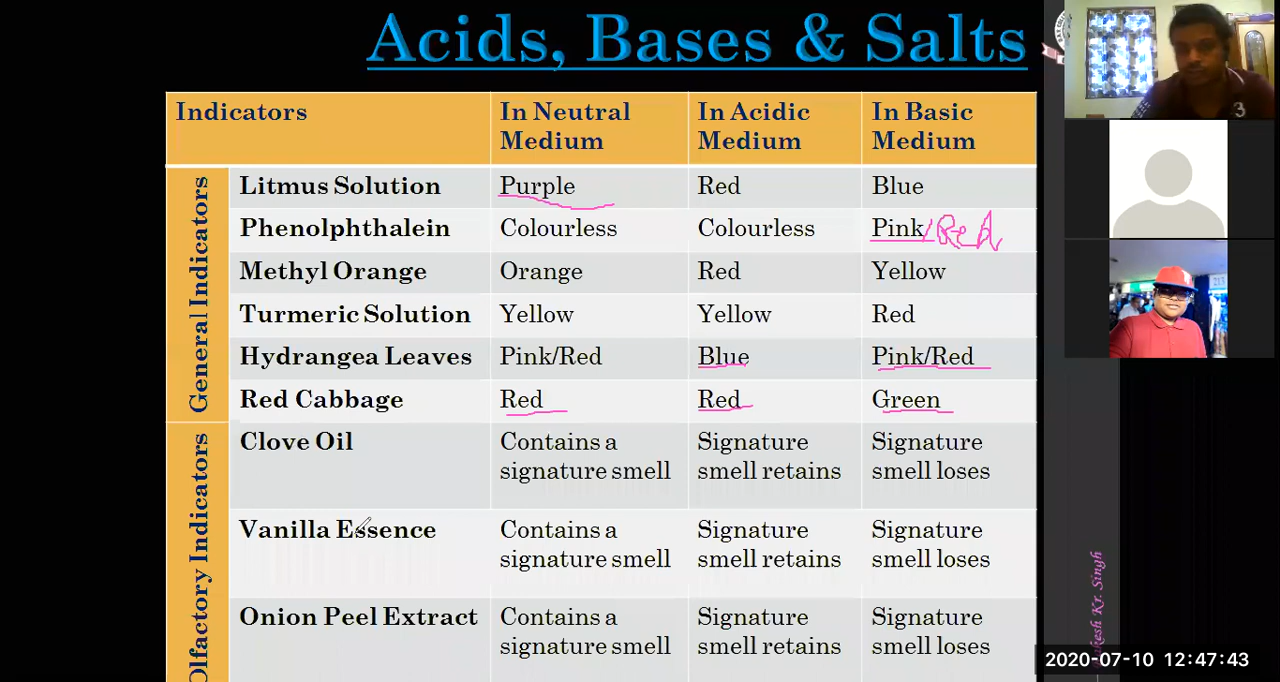 Acids, Bases & Salts
Indicators
In Neutral
Medium
In Acidic
Medium
In Basic
Medium
General Indicators
Litmus Solution
Purple
Red
Blue
Phenolphthalein
Colourless
Colourless
Pink/Red
Methyl Orange
Orange
Red
Yellow
Turmeric Solution
Yellow
Yellow
Red
Hydrangea Leaves
Pink/Red
Blue
Pink/Red
Red Cabbage
Red
Red
Green
Olfactory Indicators
Clove Oil
Contains a
signature smell
Signature
smell retains
Signature
smell loses
Vanilla Essence
Contains a
signature smell
Signature
smell retains
Signature
smell loses
Onion Peel Extract
Contains a
signature smell
Signature
smell retains
Signature
smell loses
Kr. Singh
3
2020-07-10 12:47:43